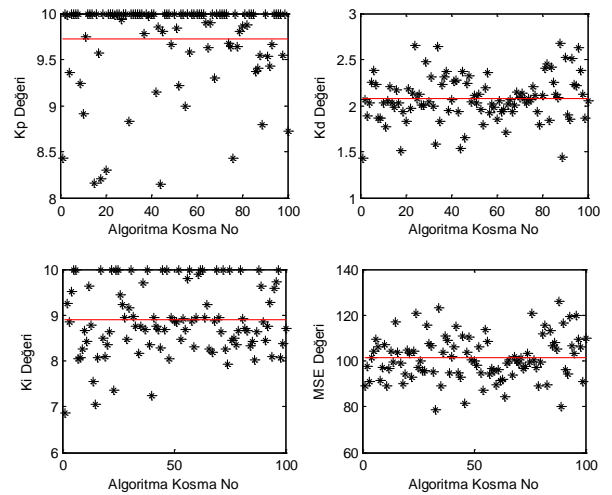 10
9.5
9
8.5
8
Kp Değeri
0 20 40 60 80 100
Algoritma Kosma No
3
2.5
2
1.5
1
Kd Değeri
0 20 40 60 80 100
Algoritma Kosma No
10
9
8
7
6
Ki Değeri
0 50 100
Algoritma Kosma No
140
120
100
80
60
MSE Değeri
0 50 100
Algoritma Kosma No